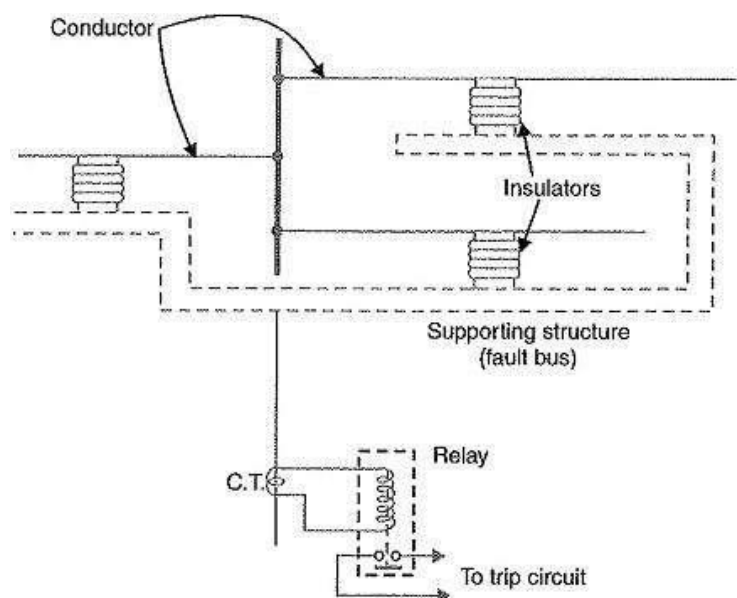 Conductor
Insulators
Supporting structure
(fault bus)
Relay
C.T.
To trip circuit